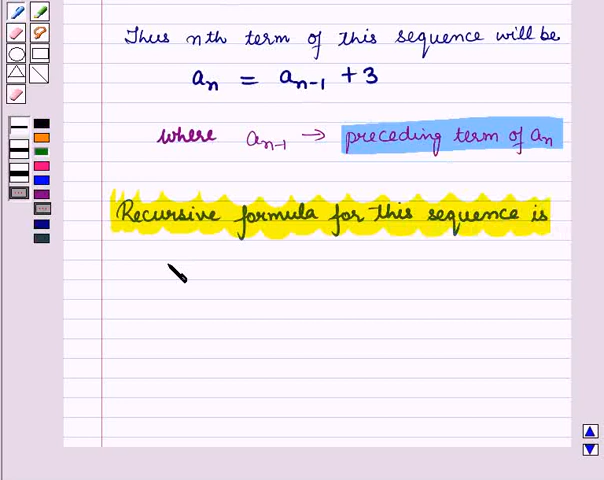 Thus nth term of this sequence will be
aₙ = aₙ₋₁ + 3
where aₙ₋₁ → preceding term of aₙ
Recursive formula for this sequence is